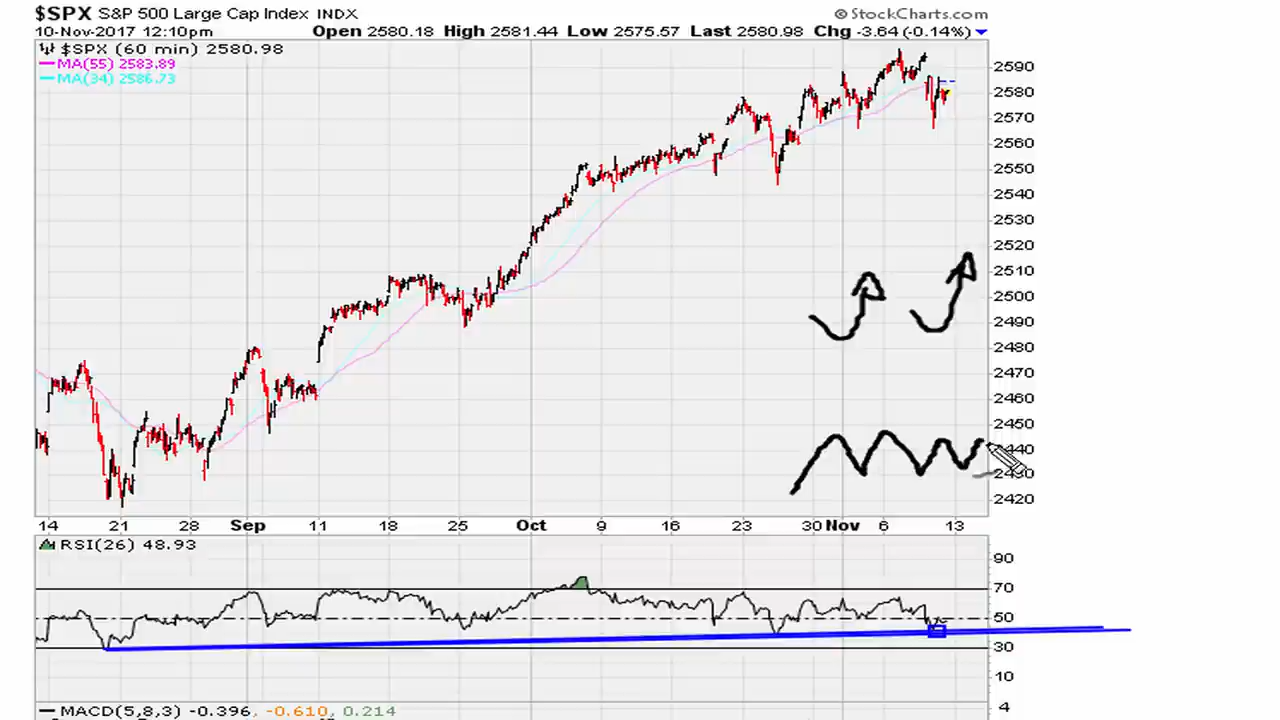 $SPX S&P 500 Large Cap Index INDX
© StockCharts.com
10-Nov-2017 12:10pm
Open 2580.18 High 2581.44 Low 2575.57 Last 2580.98 Chg -3.64 (-0.14%)
$SPX (60 min) 2580.98
MA(55) 2583.89
MA(34) 2586.73
2590
2580
2570
2560
2550
2540
2530
2520
2510
2500
2490
2480
2470
2460
2450
2440
2430
2420
14 21 28 Sep 11 18 25 Oct 9 16 23 30 Nov 6 13
RSI(26) 48.93
90
70
50
30
10
MACD(5,8,3) -0.396, -0.610, 0.214
4